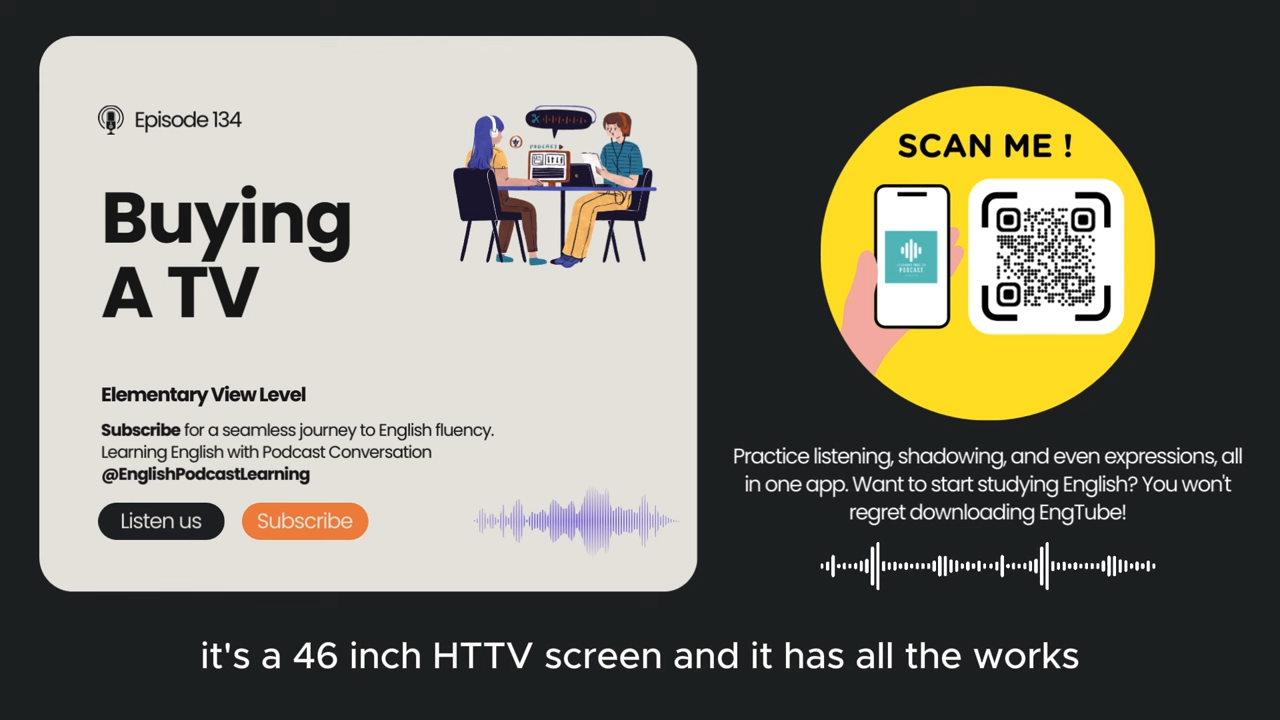 Episode 134
Buying
A TV
Elementary View Level
Subscribe for a seamless journey to English fluency.
Learning English with Podcast Conversation
@EnglishPodcastLearning
Listen us
Subscribe
PODCAST
SCAN ME !
PODCAST
Practice listening, shadowing, and even expressions, all
in one app. Want to start studying English? You won't
regret downloading EngTube!
it's a 46 inch HTTV screen and it has all the works